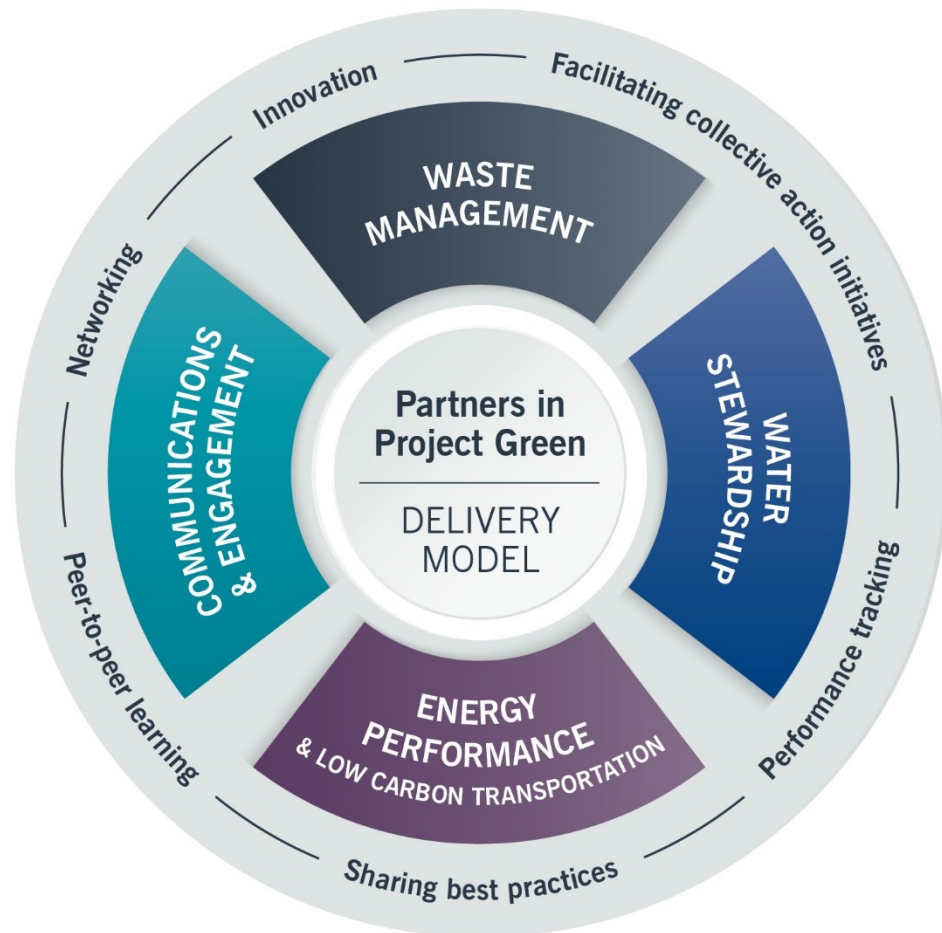 Innovation
Facilitating collective action initiatives
Networking
WASTE
MANAGEMENT
COMMUNICATIONS
& ENGAGEMENT
Partners in
Project Green
DELIVERY
MODEL
WATER
STEWARDSHIP
Peer-to-peer learning
Performance tracking
ENERGY
PERFORMANCE
& LOW CARBON TRANSPORTATION
Sharing best practices